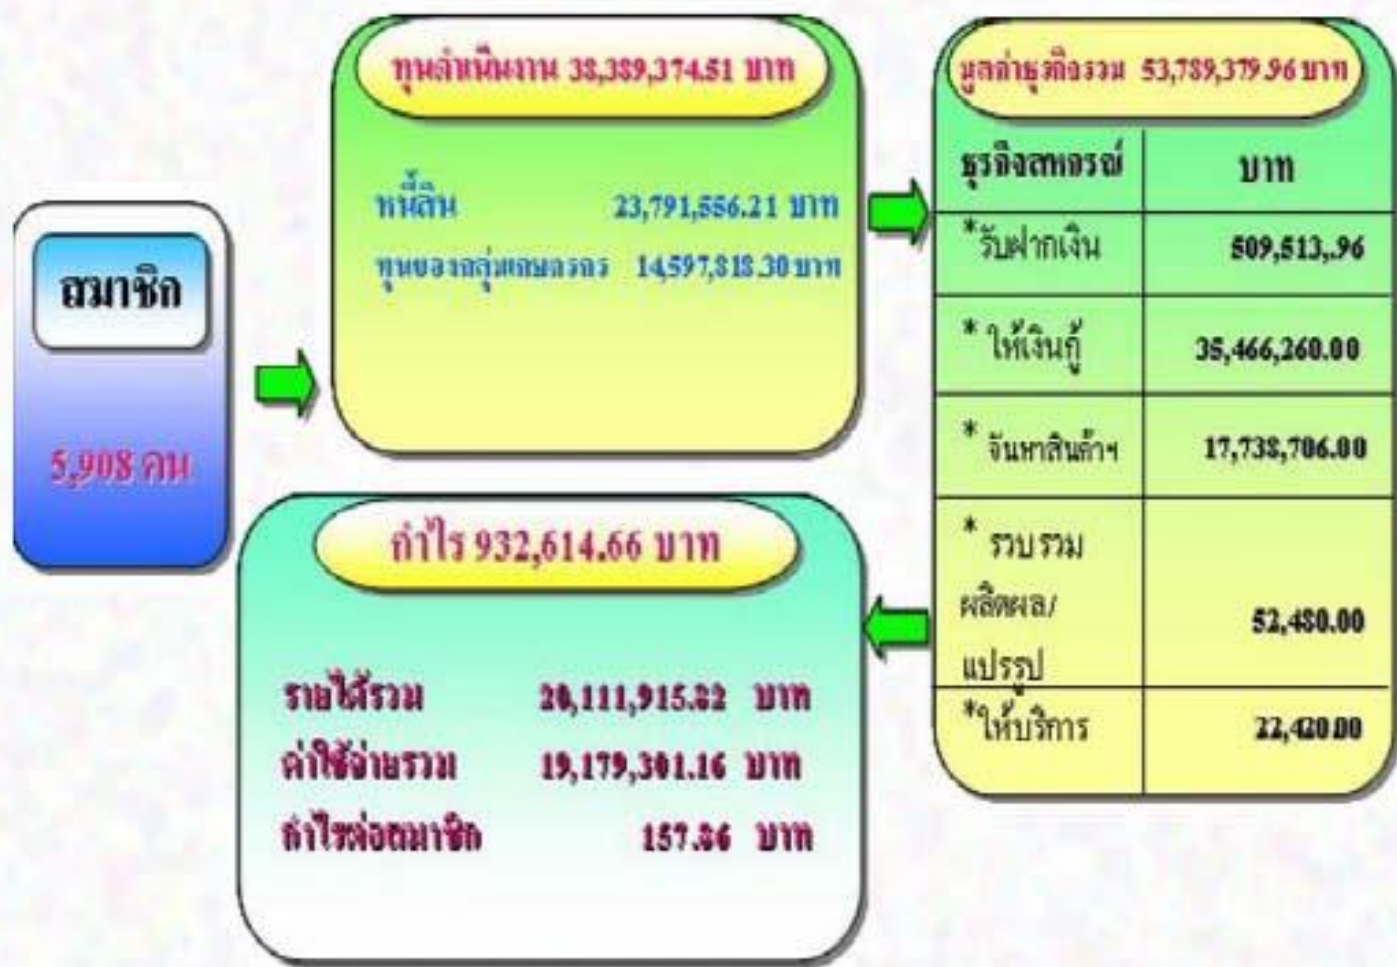 สมาชิก
5,908 คน
ทุนดำเนินงาน 38,389,374.51 บาท
หนี้สิน 23,791,556.21 บาท
ทุนของกลุ่มเกษตรกร 14,597,818.30 บาท
มูลค่าธุรกิจรวม 53,789,379.96 บาท
ธุรกิจสหกรณ์ บาท
*รับฝากเงิน 509,513,.96
* ให้เงินกู้ 35,466,260.00
* จันหาสินค้าฯ 17,738,706.00
* รวบรวม
ผลิตผล/
แปรรูป 52,480.00
*ให้บริการ 22,420.00
กำไร 932,614.66 บาท
รายได้รวม 20,111,915.82 บาท
ค่าใช้จ่ายรวม 19,179,301.16 บาท
กำไรต่อสมาชิก 157.86 บาท